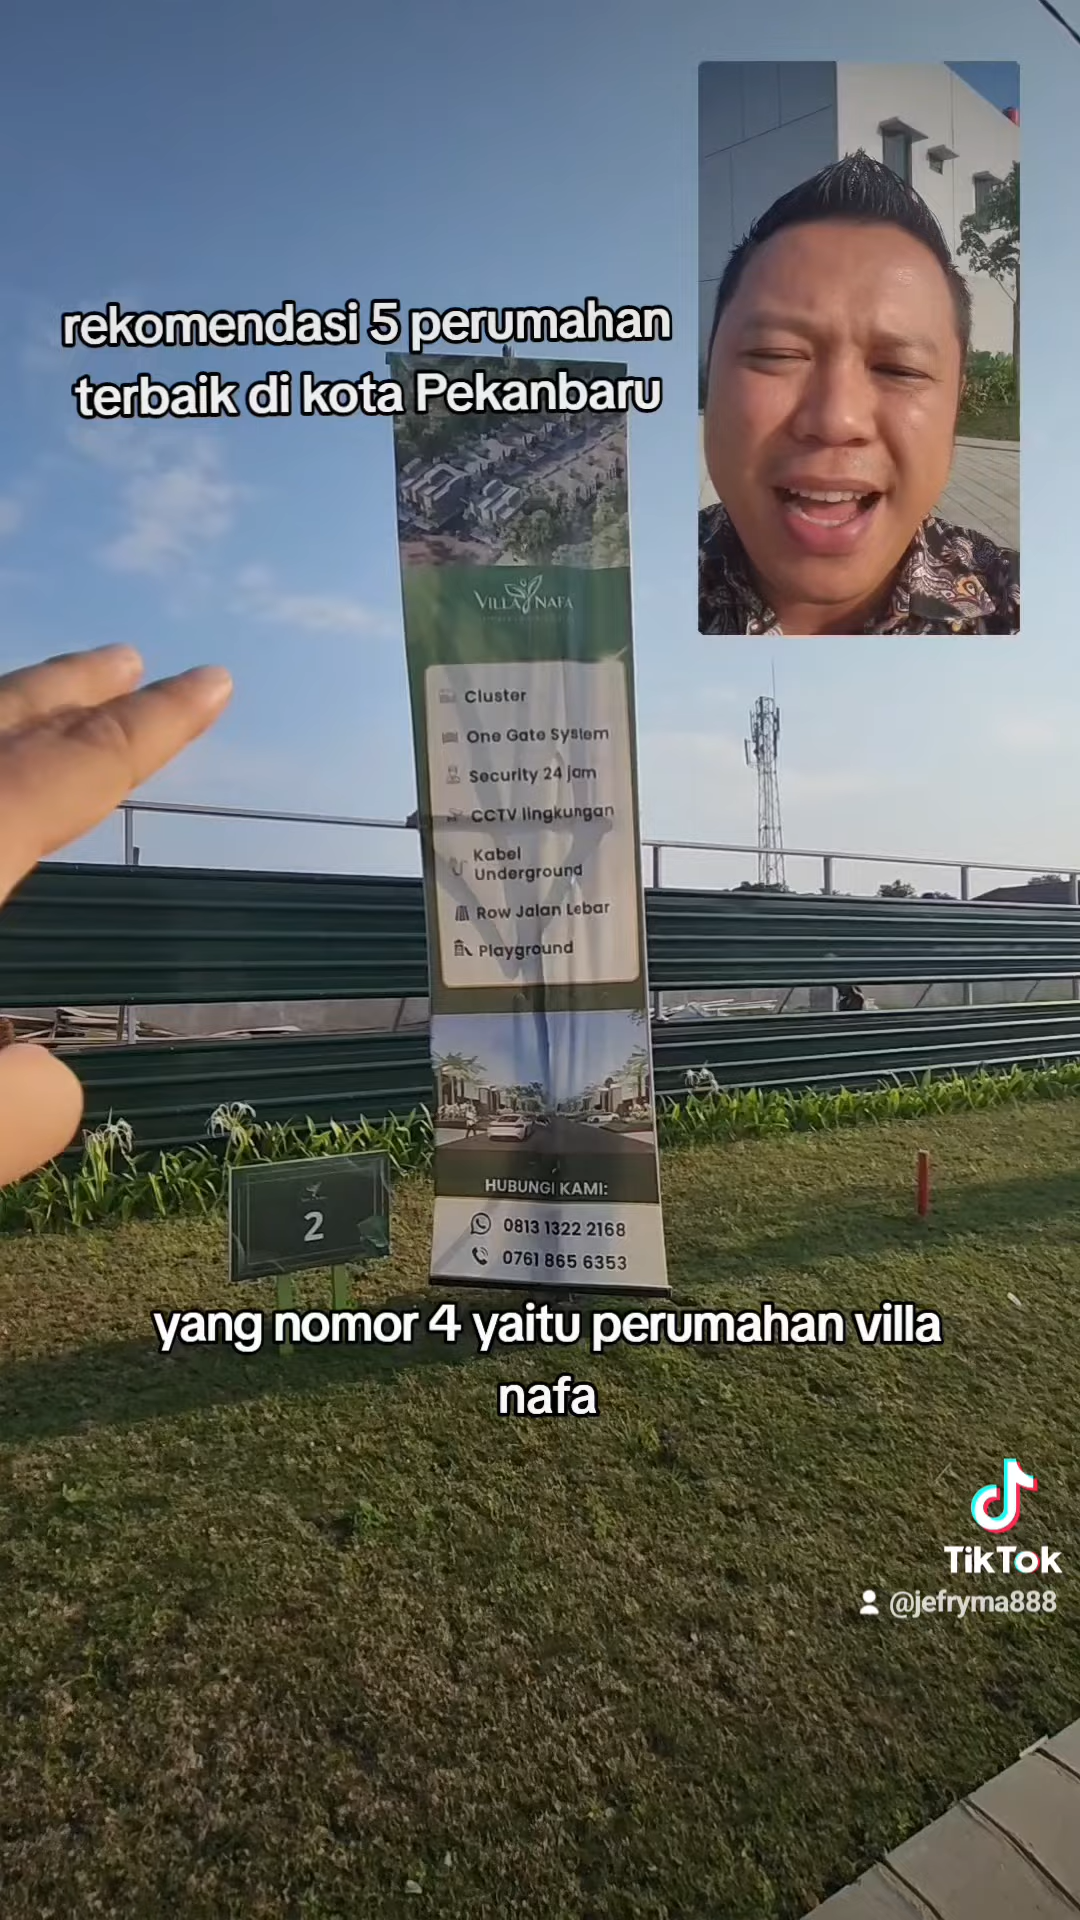 rekomendasi 5 perumahan
terbaik di kota Pekanbaru
VILLA NAFA
Cluster
One Gate System
Security 24 jam
CCTV lingkungan
Kabel
Underground
Row Jalan Lebar
Playground
HUBUNGI KAMI:
0813 1322 2168
0761 865 6353
2
yang nomor 4 yaitu perumahan villa
nafa
TikTok
@jefryma888